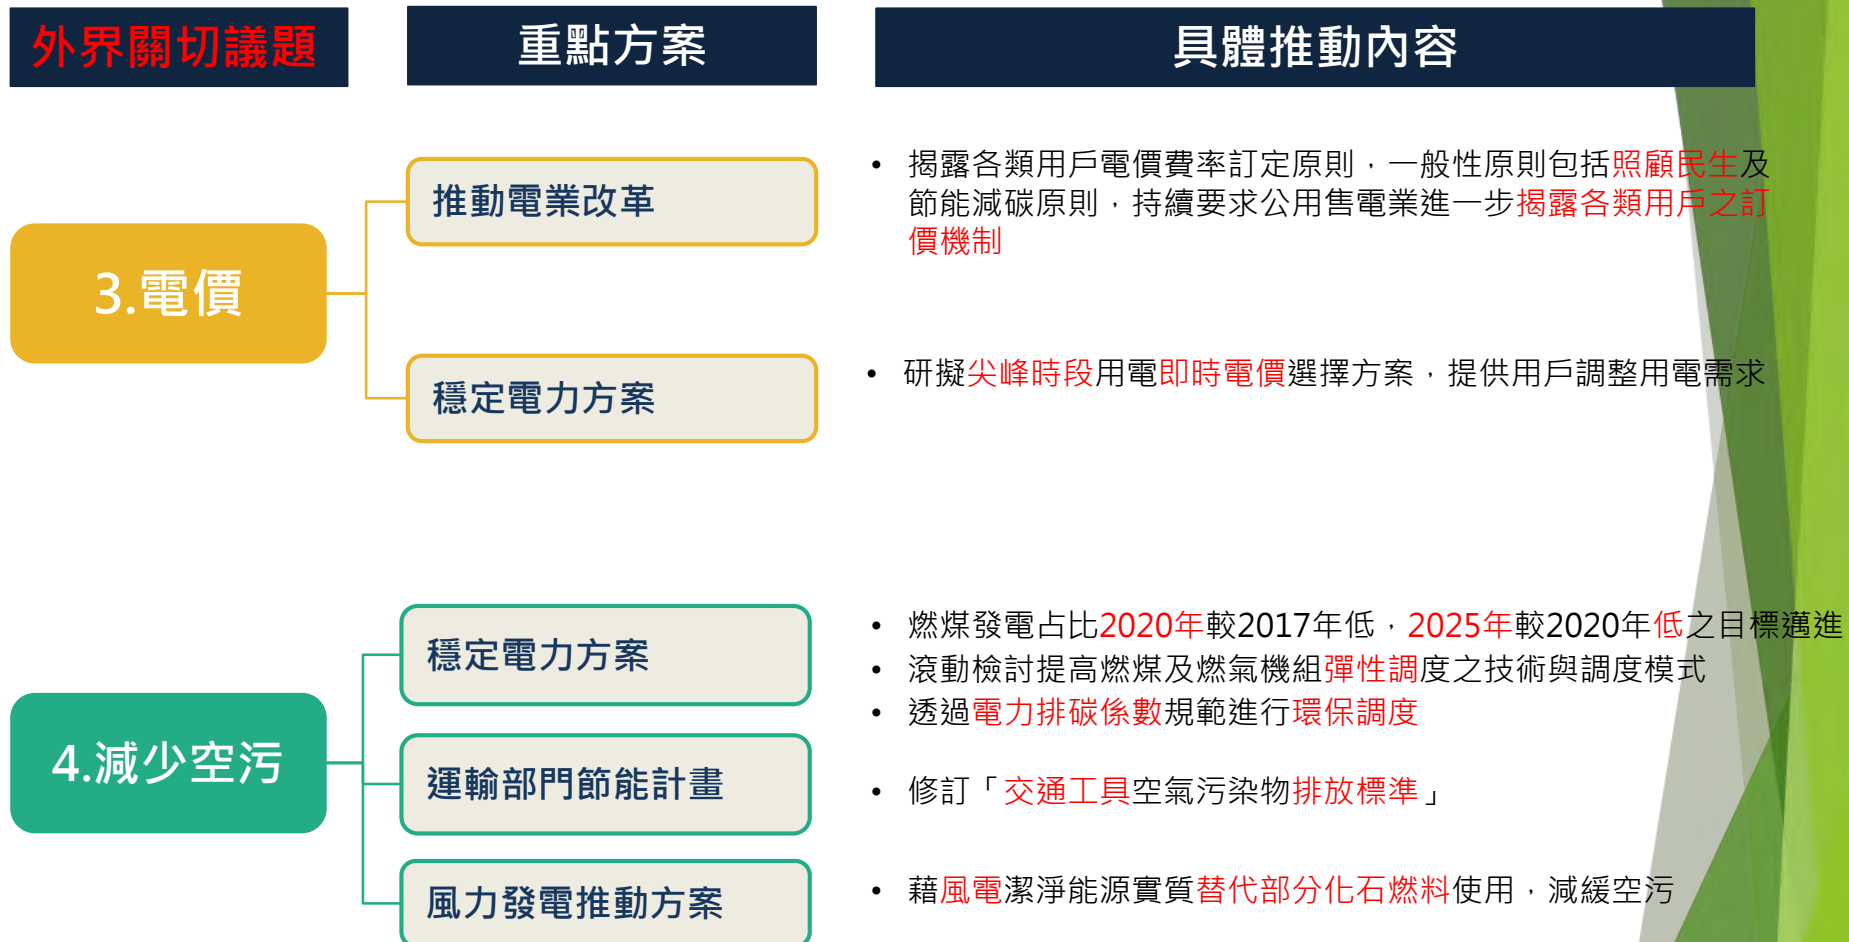 外界關切議題
重點方案
具體推動內容
3.電價
推動電業改革
• 揭露各類用戶電價費率訂定原則，一般性原則包括照顧民生及
節能減碳原則，持續要求公用售電業進一步揭露各類用戶之訂
價機制
穩定電力方案
• 研擬尖峰時段用電即時電價選擇方案，提供用戶調整用電需求
4.減少空污
穩定電力方案
• 燃煤發電占比2020年較2017年低，2025年較2020年低之目標邁進
• 滾動檢討提高燃煤及燃氣機組彈性調度之技術與調度模式
• 透過電力排碳係數規範進行環保調度
運輸部門節能計畫
• 修訂「交通工具空氣污染物排放標準」
風力發電推動方案
• 藉風電潔淨能源實質替代部分化石燃料使用，減緩空污